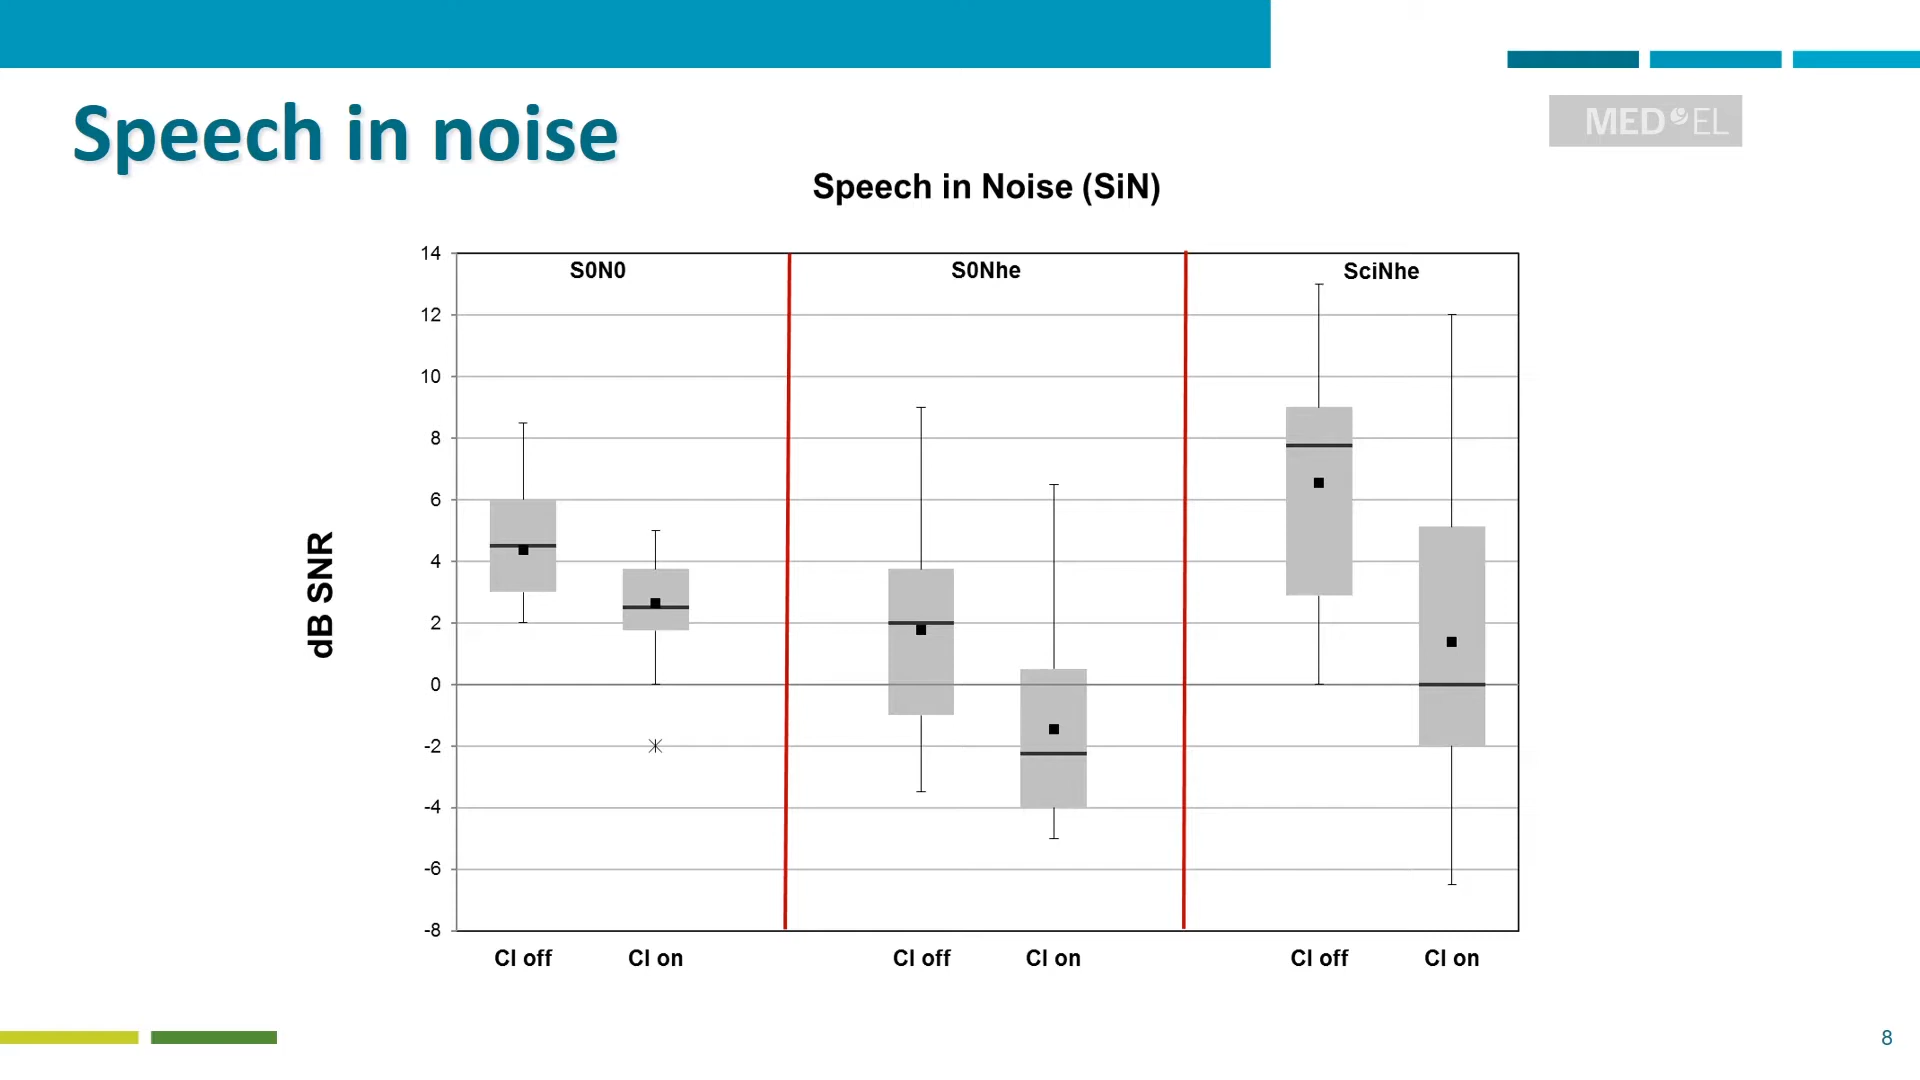 Speech in noise
MED EL
Speech in Noise (SiN)
S0N0 S0Nhe SciNhe
14
12
10
8
6
4
2
0
-2
-4
-6
-8
dB SNR
CI off CI on CI off CI on CI off CI on
8